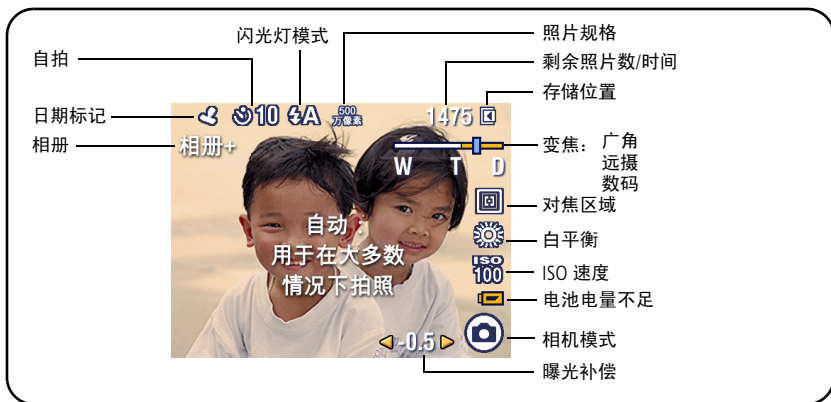 闪光灯模式
照片规格
自拍
剩余照片数/时间
存储位置
日期标记
10
A
500
万像素
1475
相册
相册+
W T D
变焦： 广角
远摄
数码
对焦区域
自动：
用于在大多数
情况下拍照
白平衡
ISO
100
ISO 速度
电池电量不足
-0.5
相机模式
曝光补偿